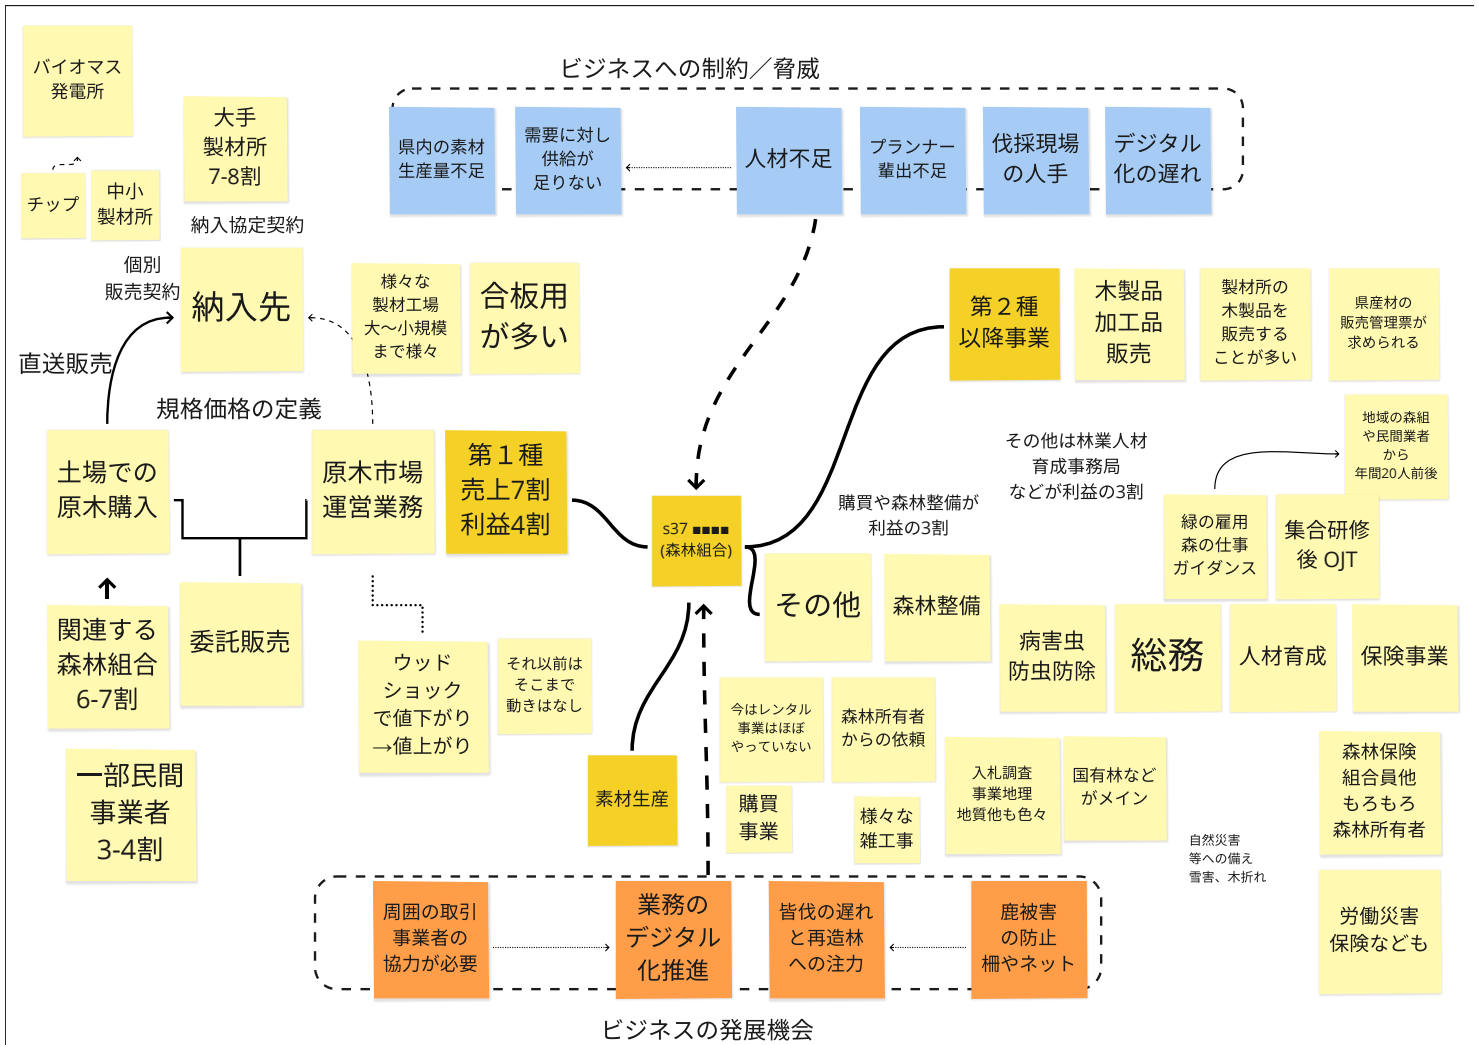 バイオマス
発電所
チップ
中小
製材所
大手
製材所
7-8割
納入協定契約
個別
販売契約
納入先
直送販売
規格価格の定義
様々な
製材工場
大～小規模
まで様々
合板用
が多い
土場での
原木購入
原木市場
運営業務
第１種
売上7割
利益4割
関連する
森林組合
6-7割
委託販売
一部民間
事業者
3-4割
ウッド
ショック
で値下がり
→値上がり
それ以前は
そこまで
動きはなし
ビジネスへの制約／脅威
県内の素材
生産量不足
需要に対し
供給が
足りない
人材不足
プランナー
輩出不足
伐採現場
の人手
デジタル
化の遅れ
第２種
以降事業
木製品
加工品
販売
製材所の
木製品を
販売する
ことが多い
県産材の
販売管理票が
求められる
地域の森組
や民間業者
から
年間20人前後
その他は林業人材
育成事務局
などが利益の3割
購買や森林整備が
利益の3割
s37 ■■■■
(森林組合)
緑の雇用
森の仕事
ガイダンス
集合研修
後 OJT
その他
森林整備
病害虫
防虫防除
総務
人材育成
保険事業
今はレンタル
事業はほぼ
やっていない
森林所有者
からの依頼
購買
事業
様々な
雑工事
入札調査
事業地理
地質他も色々
国有林など
がメイン
自然災害
等への備え
雪害、木折れ
森林保険
組合員他
もろもろ
森林所有者
労働災害
保険なども
素材生産
周囲の取引
事業者の
協力が必要
業務の
デジタル
化推進
皆伐の遅れ
と再造林
への注力
鹿被害
の防止
柵やネット
ビジネスの発展機会